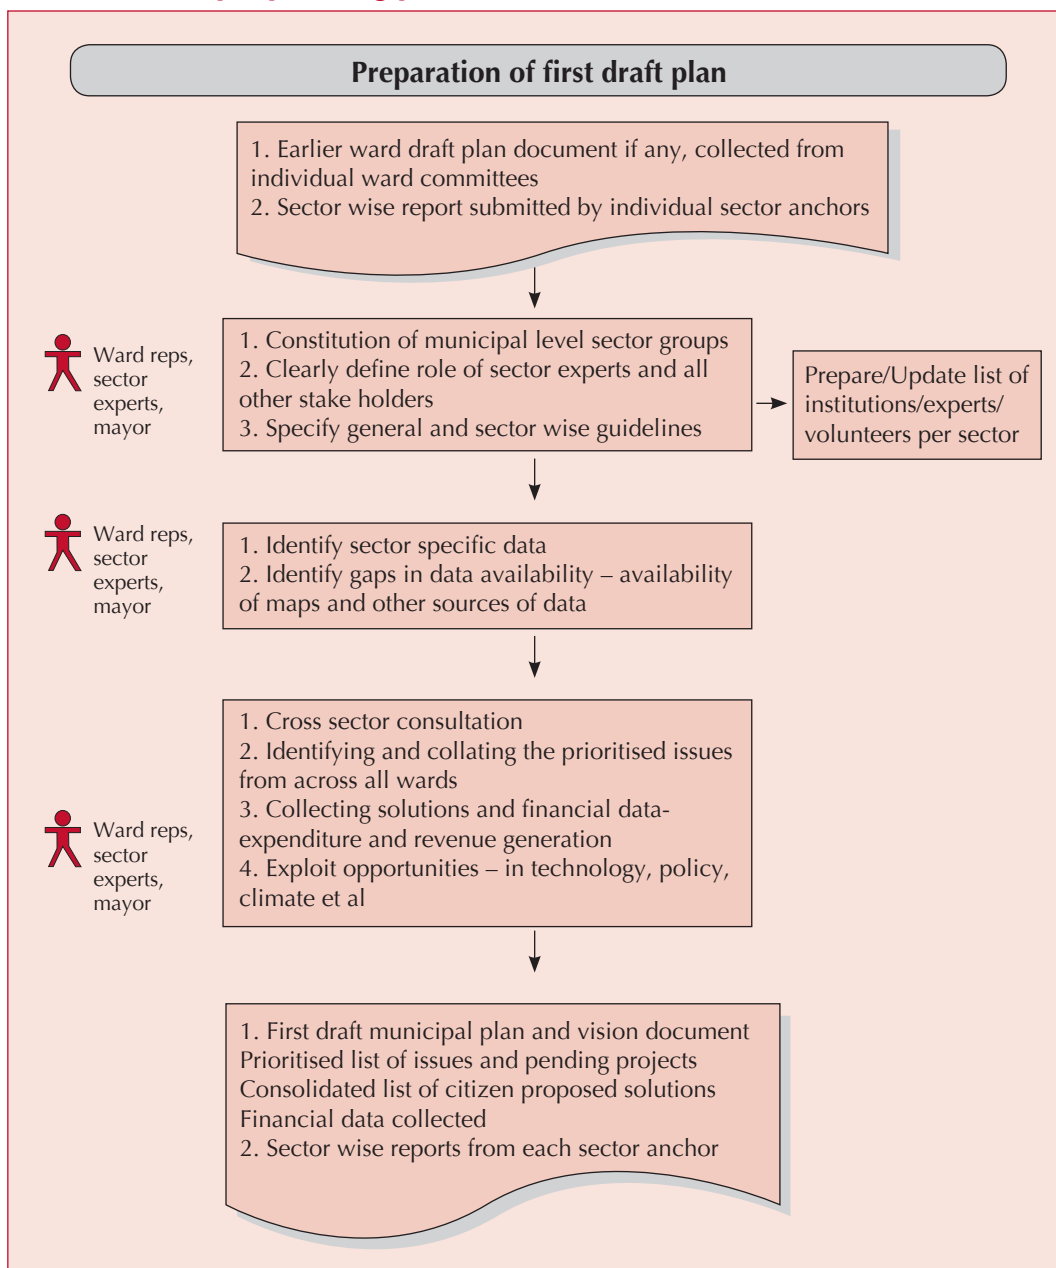 Preparation of first draft plan
1. Earlier ward draft plan document if any, collected from
individual ward committees
2. Sector wise report submitted by individual sector anchors
Ward reps,
sector
experts,
mayor
1. Constitution of municipal level sector groups
2. Clearly define role of sector experts and all
other stake holders
3. Specify general and sector wise guidelines
Prepare/Update list of
institutions/experts/
volunteers per sector
Ward reps,
sector
experts,
mayor
1. Identify sector specific data
2. Identify gaps in data availability – availability
of maps and other sources of data
Ward reps,
sector
experts,
mayor
1. Cross sector consultation
2. Identifying and collating the prioritised issues
from across all wards
3. Collecting solutions and financial data-
expenditure and revenue generation
4. Exploit opportunities – in technology, policy,
climate et al
1. First draft municipal plan and vision document
Prioritised list of issues and pending projects
Consolidated list of citizen proposed solutions
Financial data collected
2. Sector wise reports from each sector anchor